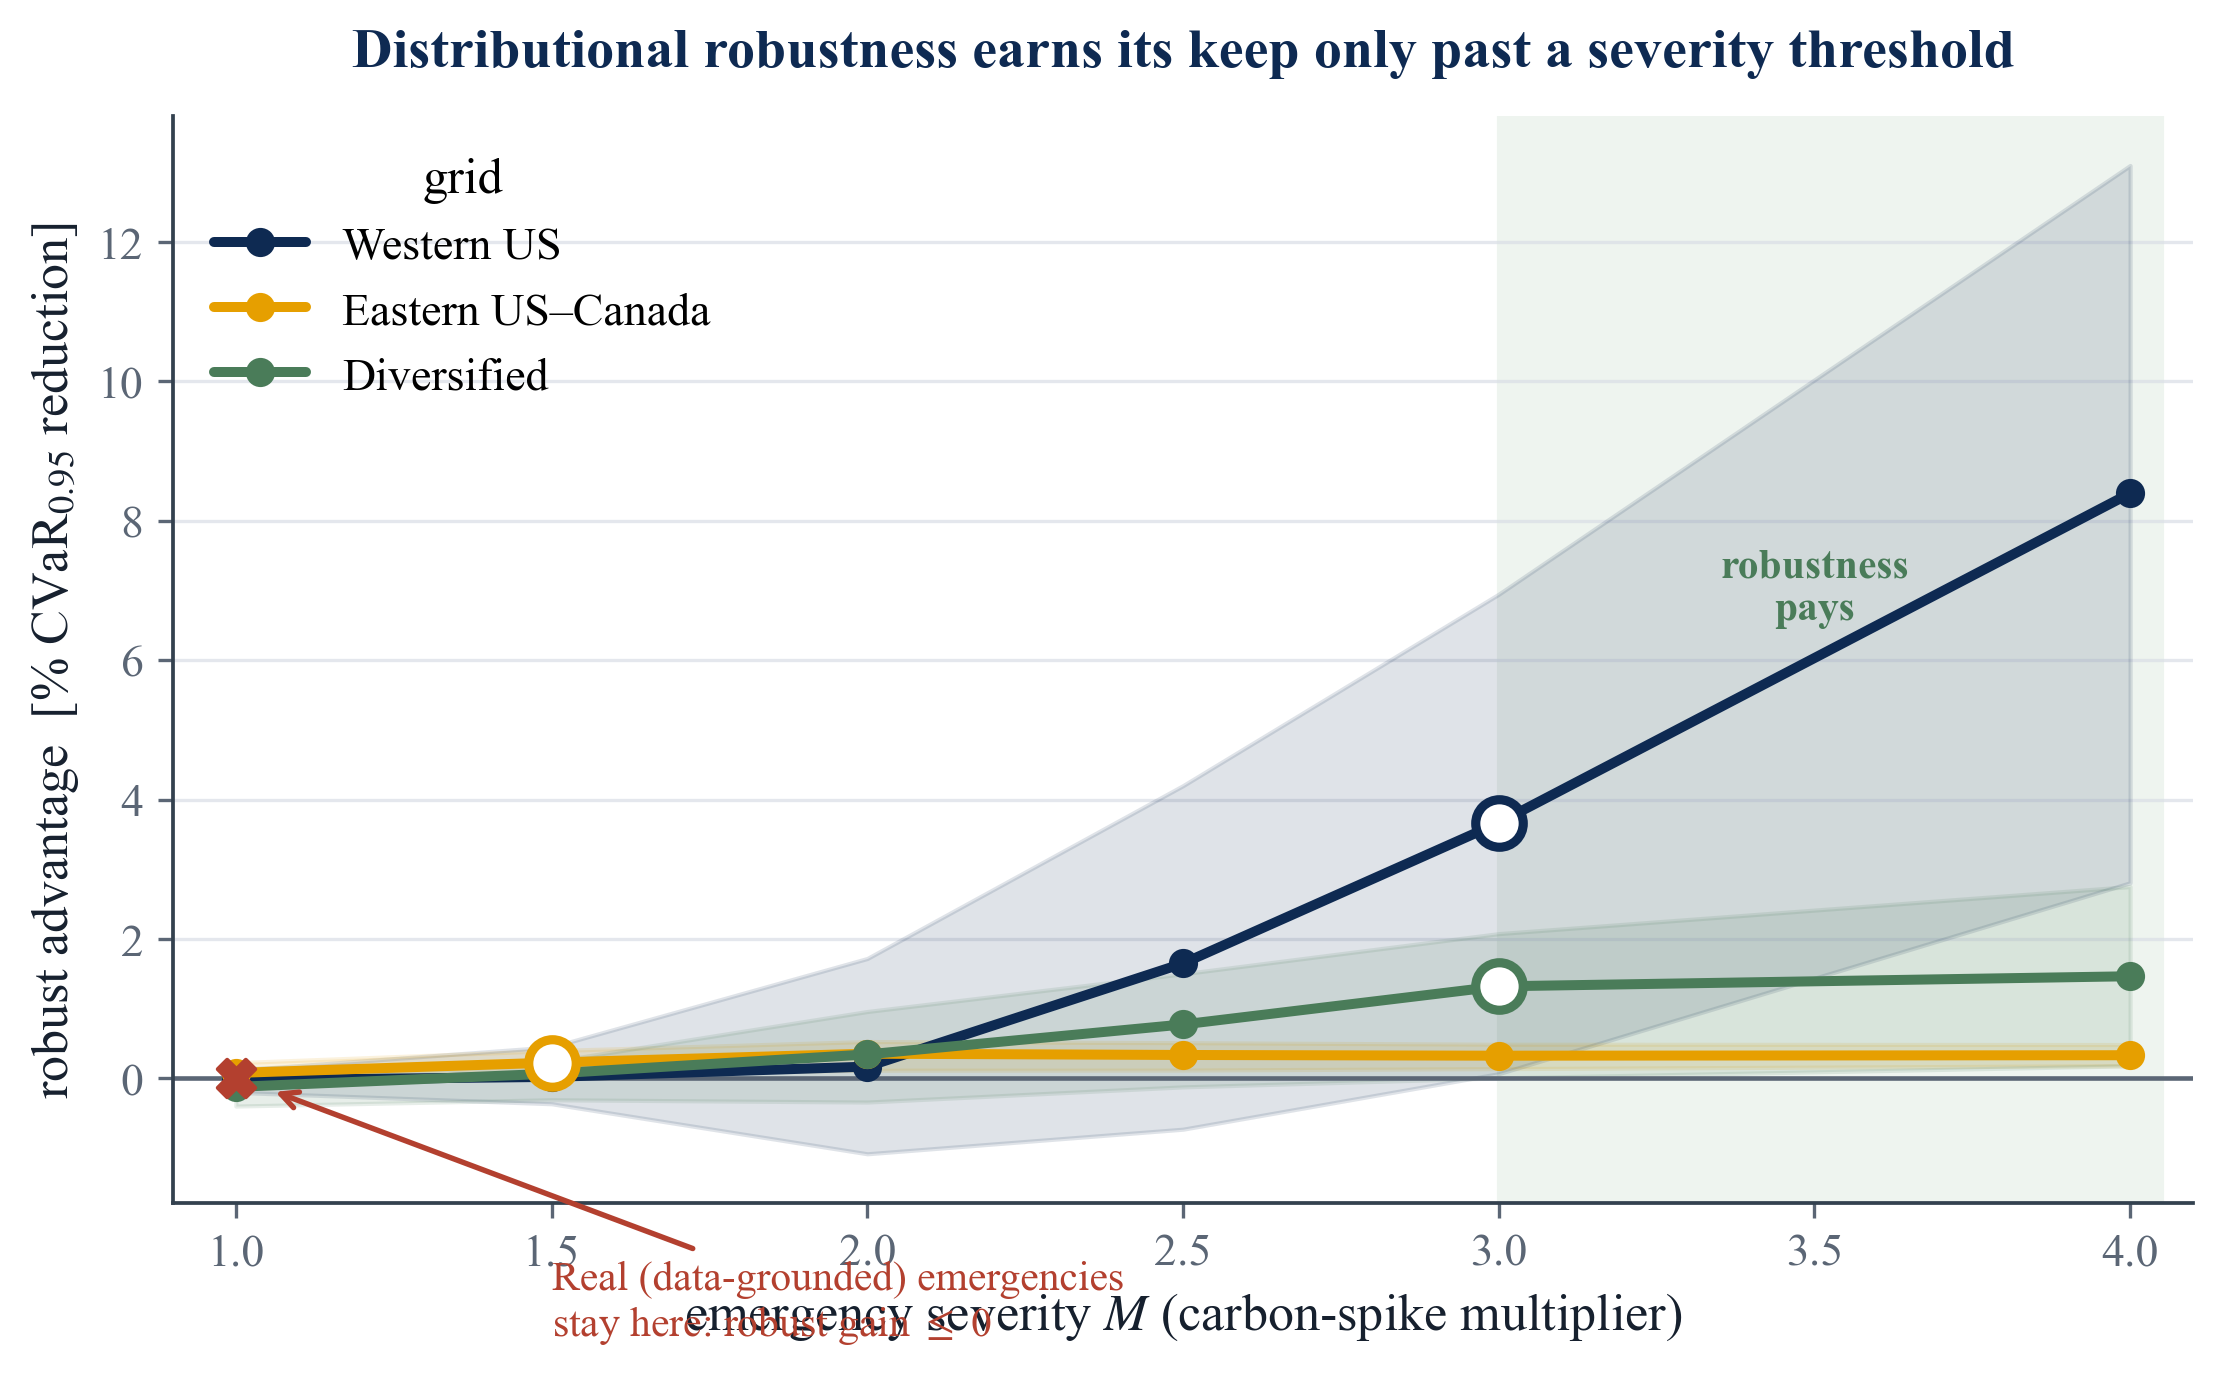 Distributional robustness earns its keep only past a severity threshold
robust advantage [% CVaR0.95 reduction]
12
10
8
6
4
2
0
grid
Western US
Eastern US–Canada
Diversified
robustness
pays
1.0
1.5
2.0
2.5
3.0
3.5
4.0
Real (data-grounded) emergencies
stay here: robust gain ≤ 0
emergency severity M (carbon-spike multiplier)